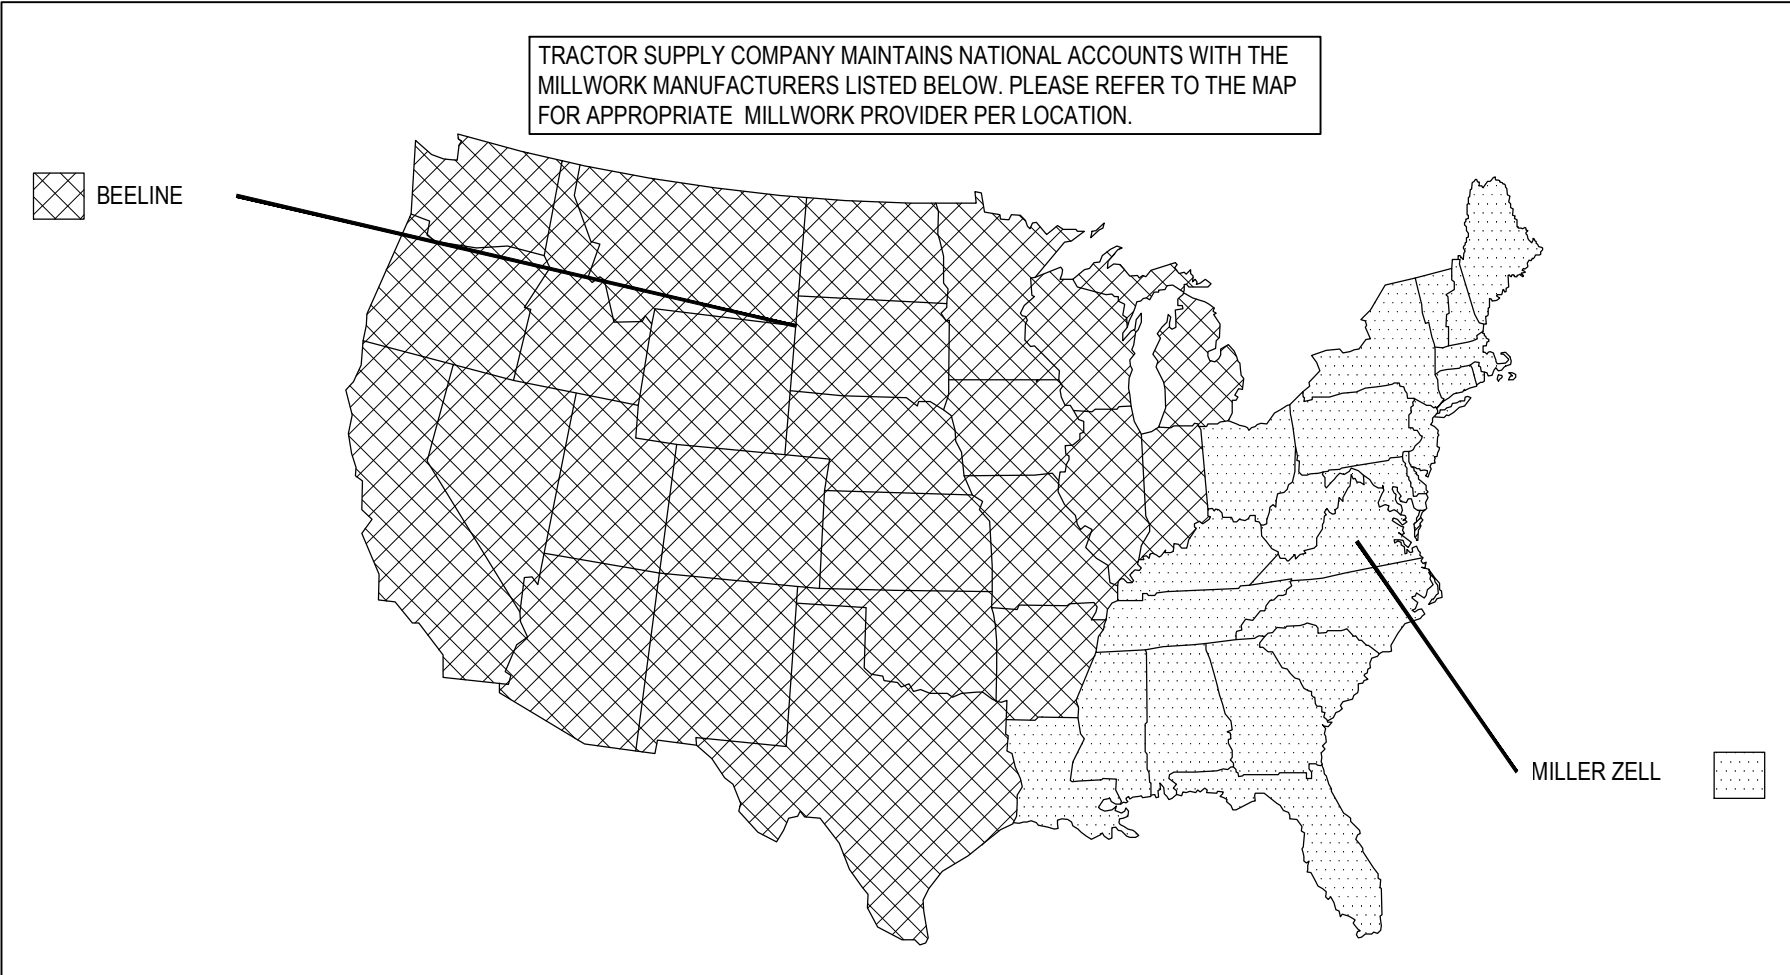 TRACTOR SUPPLY COMPANY MAINTAINS NATIONAL ACCOUNTS WITH THE
MILLWORK MANUFACTURERS LISTED BELOW. PLEASE REFER TO THE MAP
FOR APPROPRIATE  MILLWORK PROVIDER PER LOCATION.
BEELINE
MILLER ZELL